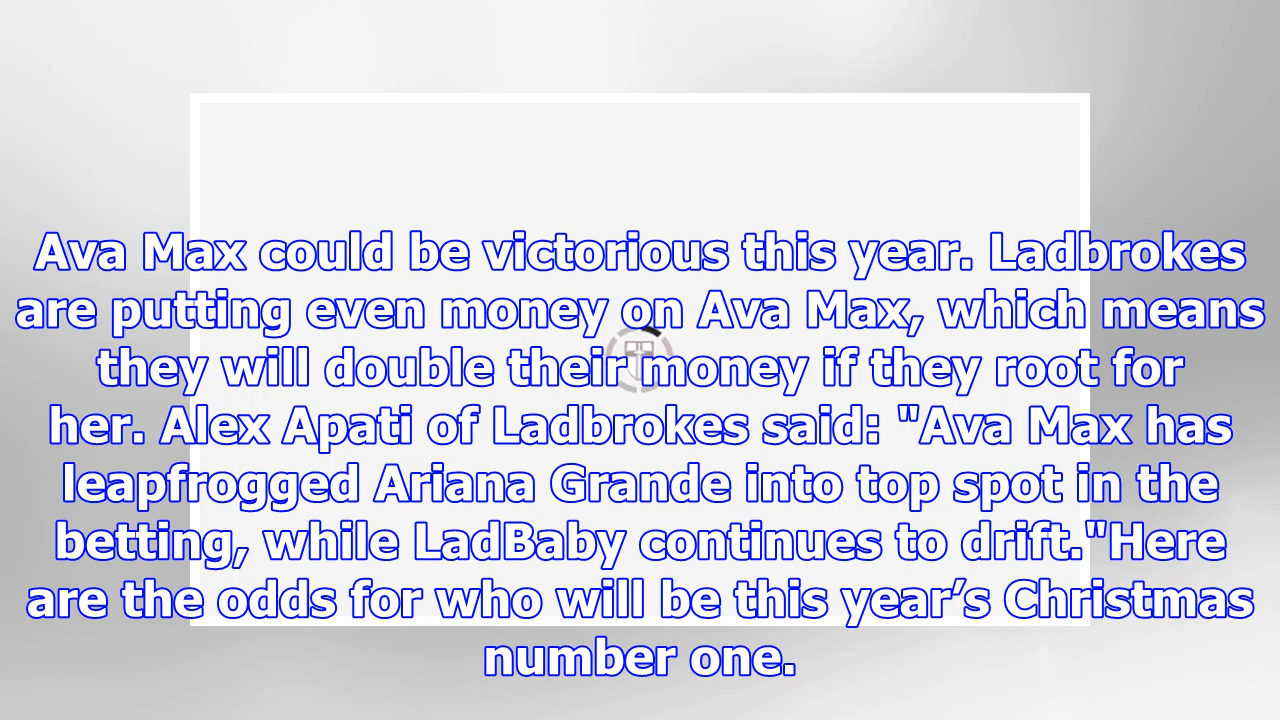 Ava Max could be victorious this year. Ladbrokes
are putting even money on Ava Max, which means
they will double their money if they root for
her. Alex Apati of Ladbrokes said: "Ava Max has
leapfrogged Ariana Grande into top spot in the
betting, while LadBaby continues to drift."Here
are the odds for who will be this year’s Christmas
number one.